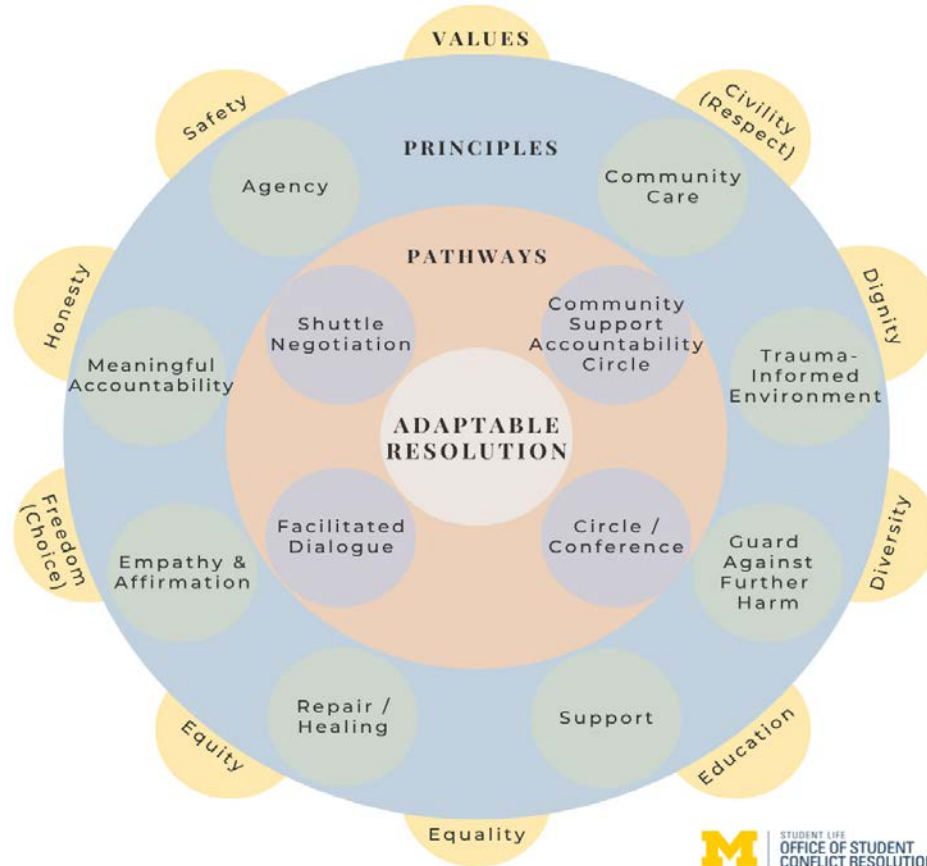 VALUES
Safety
Civility
(Respect)
PRINCIPLES
Agency
Community
Care
PATHWAYS
Honesty
Dignity
Shuttle
Negotiation
Community
Support
Accountability
Circle
Meaningful
Accountability
Trauma-
Informed
Environment
ADAPTABLE
RESOLUTION
Freedom
(Choice)
Diversity
Facilitated
Dialogue
Circle /
Conference
Empathy &
Affirmation
Guard
Against
Further
Harm
Repair /
Healing
Support
Equity
Education
Equality
M
STUDENT LIFE
OFFICE OF STUDENT
CONFLICT RESOLUTION